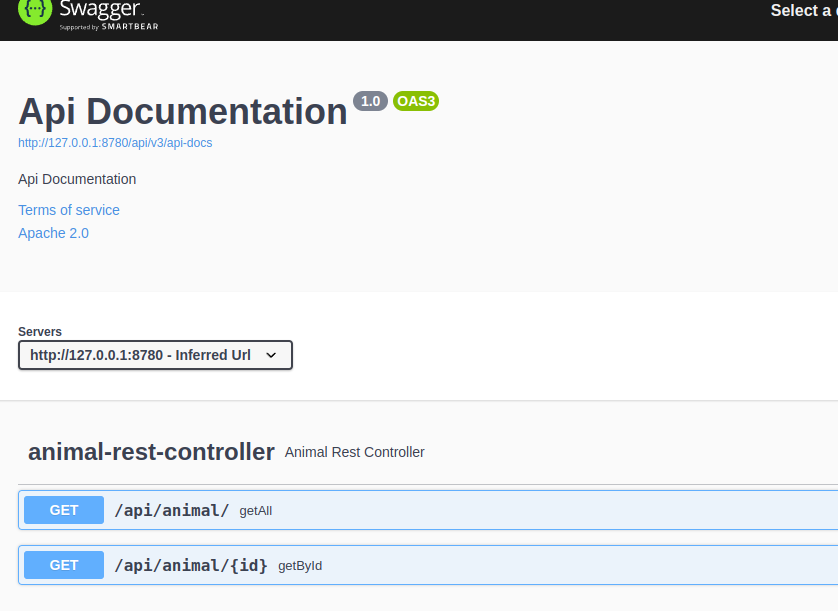 Swagger
Supported by SMARTBEAR
Select a
Api Documentation 1.0 OAS3
http://127.0.0.1:8780/api/v3/api-docs
Api Documentation
Terms of service
Apache 2.0
Servers
http://127.0.0.1:8780 - Inferred Url
animal-rest-controller Animal Rest Controller
GET /api/animal/ getAll
GET /api/animal/{id} getById